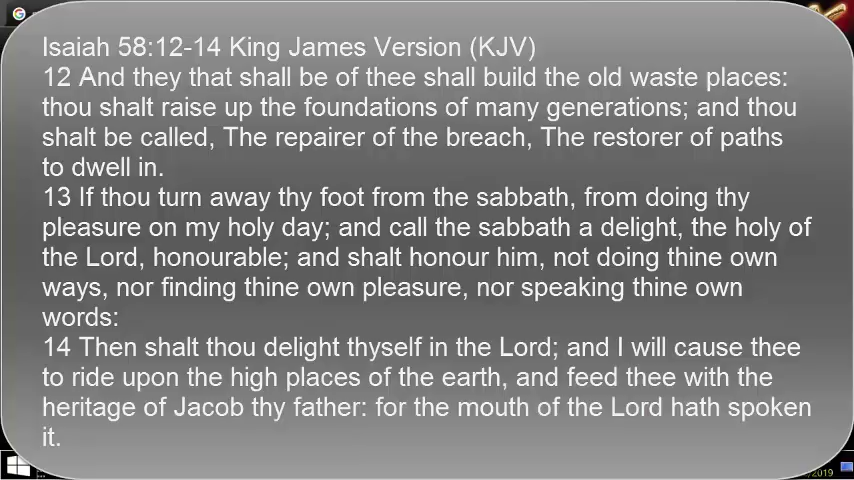 Isaiah 58:12-14 King James Version (KJV)
12 And they that shall be of thee shall build the old waste places:
thou shalt raise up the foundations of many generations; and thou
shalt be called, The repairer of the breach, The restorer of paths
to dwell in.
13 If thou turn away thy foot from the sabbath, from doing thy
pleasure on my holy day; and call the sabbath a delight, the holy of
the Lord, honourable; and shalt honour him, not doing thine own
ways, nor finding thine own pleasure, nor speaking thine own
words:
14 Then shalt thou delight thyself in the Lord; and I will cause thee
to ride upon the high places of the earth, and feed thee with the
heritage of Jacob thy father: for the mouth of the Lord hath spoken
it.